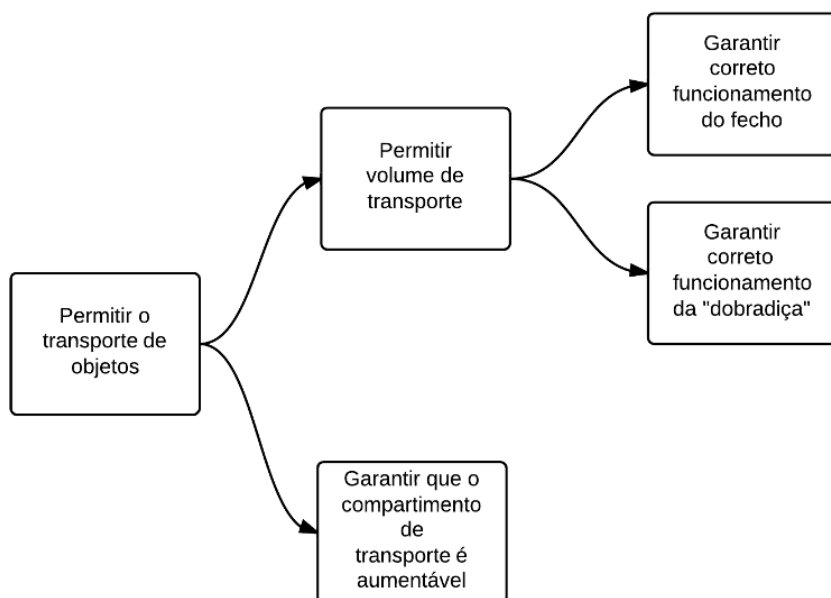 Garantir
correto
funcionamento
do fecho
Permitir
volume de
transporte
Garantir
correto
funcionamento
da "dobradiça"
Permitir o
transporte de
objetos
Garantir que o
compartimento
de
transporte é
aumentável